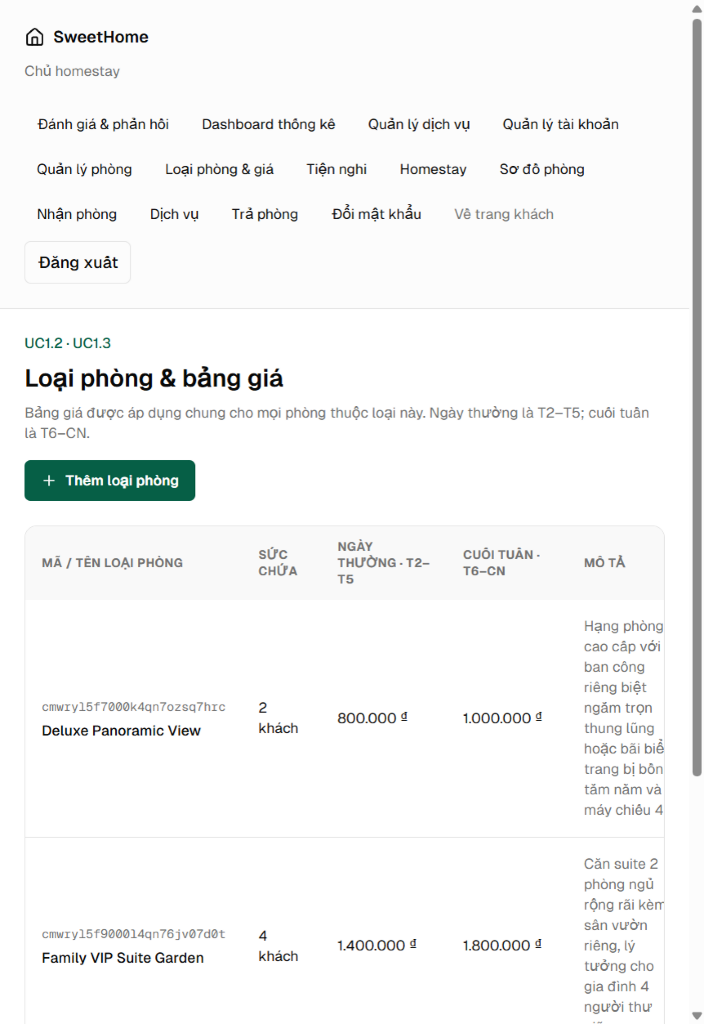 SweetHome
Chủ homestay
Đánh giá & phản hồi Dashboard thống kê Quản lý dịch vụ Quản lý tài khoản
Quản lý phòng Loại phòng & giá Tiện nghi Homestay Sơ đồ phòng
Nhận phòng Dịch vụ Trả phòng Đổi mật khẩu Về trang khách
Đăng xuất
UC1.2 · UC1.3
Loại phòng & bảng giá
Bảng giá được áp dụng chung cho mọi phòng thuộc loại này. Ngày thường là T2–T5; cuối tuần
là T6–CN.
+ Thêm loại phòng
MÃ / TÊN LOẠI PHÒNG
SỨC
CHỨA
NGÀY
THƯỜNG · T2–
T5
CUỐI TUẦN ·
T6–CN
MÔ TẢ
cmwryl5f7000k4qn7ozsq7hrc
Deluxe Panoramic View
2
khách
800.000 ₫
1.000.000 ₫
Hạng phòng
cao cấp với
ban công
riêng biệt
ngắm trọn
thung lũng
hoặc bãi biể
trang bị bồn
tắm nằm và
máy chiếu 4
cmwryl5f900014qn76jv07d0t
Family VIP Suite Garden
4
khách
1.400.000 ₫
1.800.000 ₫
Căn suite 2
phòng ngủ
rộng rãi kèm
sân vườn
riêng, lý
tưởng cho
gia đình 4
người thư